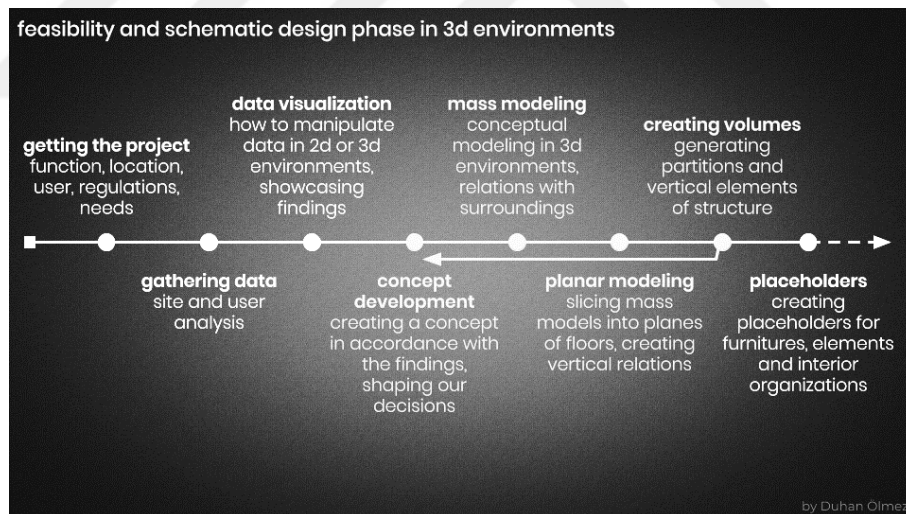 feasibility and schematic design phase in 3d environments
getting the project
function, location,
user, regulations,
needs
gathering data
site and user
analysis
data visualization
how to manipulate
data in 2d or 3d
environments,
showcasing
findings
concept
development
creating a concept
in accordance with
the findings,
shaping our
decisions
mass modeling
conceptual
modeling in 3d
environments,
relations with
surroundings
planar modeling
slicing mass
models into planes
of floors, creating
vertical relations
creating volumes
generating
partitions and
vertical elements
of structure
placeholders
creating
placeholders for
furnitures, elements
and interior
organizations
by Duhan Ölmez